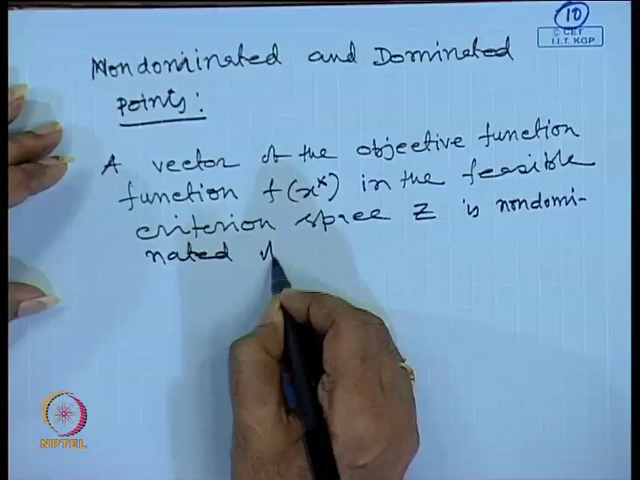 10
© CET
I.I.T. KGP
Nondominated and Dominated
Points:
A vector of the objective function
function f(x*) in the feasible
criterion space Z is nondomi-
nated
NPTEL